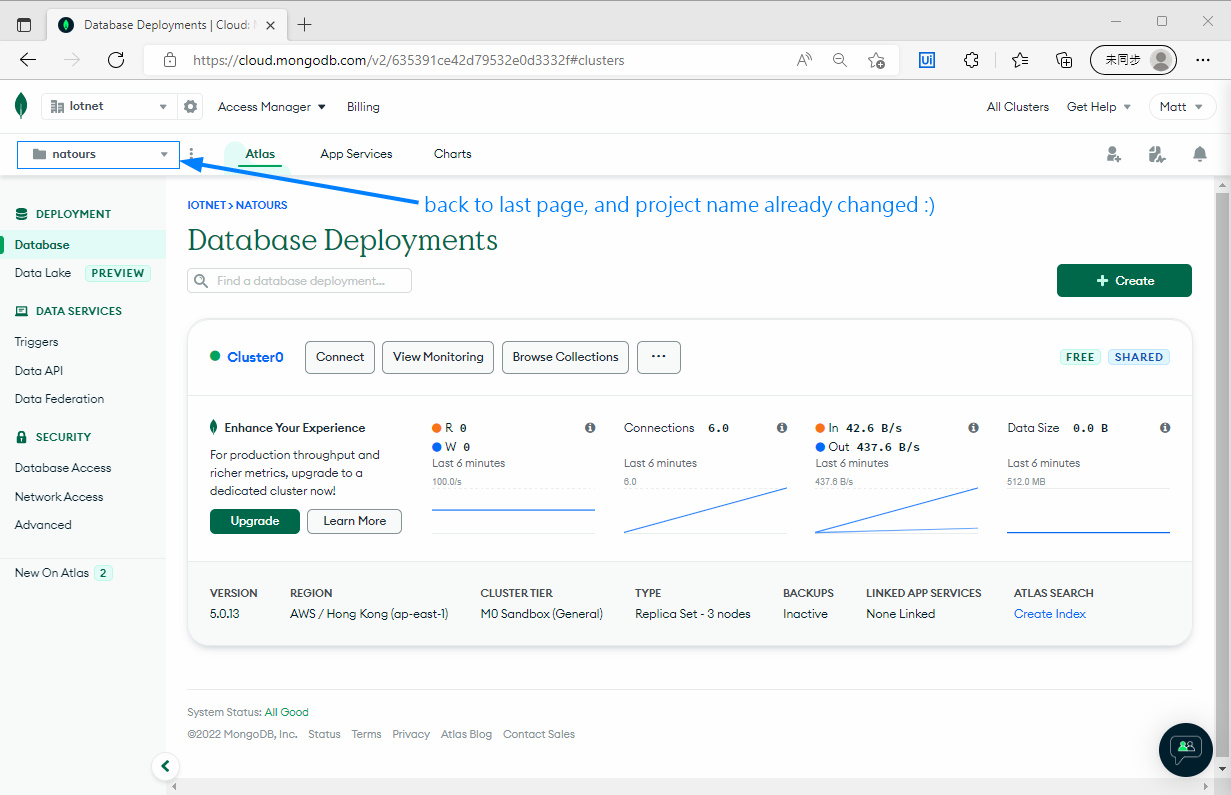 Database Deployments | Cloud: M
https://cloud.mongodb.com/v2/635391ce42d79532e0d3332f#clusters
未同步
Iotnet
Access Manager
Billing
All Clusters
Get Help
Matt
natours
Atlas
App Services
Charts
back to last page, and project name already changed :)
DEPLOYMENT
Database
Data Lake PREVIEW
DATA SERVICES
Triggers
Data API
Data Federation
SECURITY
Database Access
Network Access
Advanced
New On Atlas 2
IOTNET > NATOURS
Database Deployments
Find a database deployment...
+ Create
Cluster0
Connect
View Monitoring
Browse Collections
...
FREE
SHARED
Enhance Your Experience
For production throughput and
richer metrics, upgrade to a
dedicated cluster now!
Upgrade
Learn More
R 0
W 0
Last 6 minutes
100.0/s
Connections 6.0
Last 6 minutes
6.0
In 42.6 B/s
Out 437.6 B/s
Last 6 minutes
437.6 B/s
Data Size 0.0 B
Last 6 minutes
512.0 MB
VERSION
5.0.13
REGION
AWS / Hong Kong (ap-east-1)
CLUSTER TIER
M0 Sandbox (General)
TYPE
Replica Set - 3 nodes
BACKUPS
Inactive
LINKED APP SERVICES
None Linked
ATLAS SEARCH
Create Index
System Status: All Good
©2022 MongoDB, Inc. Status Terms Privacy Atlas Blog Contact Sales